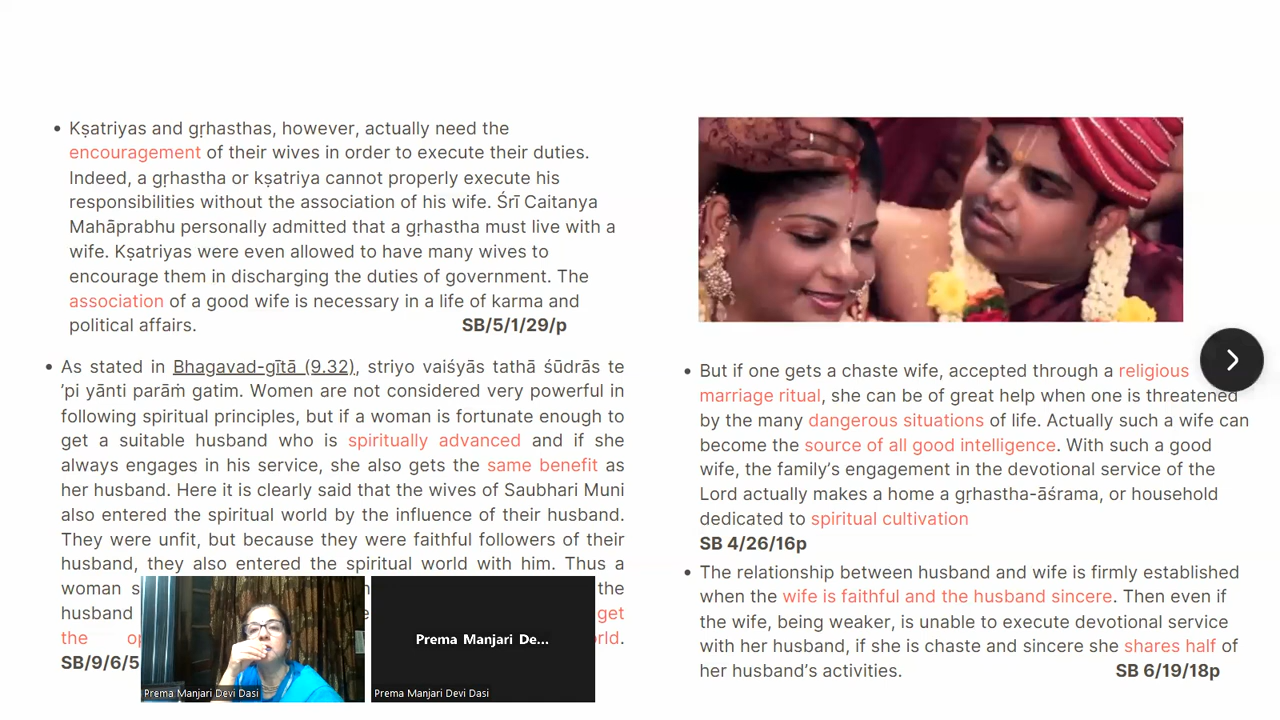 • Kṣatriyas and gṛhasthas, however, actually need the
encouragement of their wives in order to execute their duties.
Indeed, a gṛhastha or kṣatriya cannot properly execute his
responsibilities without the association of his wife. Śrī Caitanya
Mahāprabhu personally admitted that a gṛhastha must live with a
wife. Kṣatriyas were even allowed to have many wives to
encourage them in discharging the duties of government. The
association of a good wife is necessary in a life of karma and
political affairs. SB/5/1/29/p
• As stated in Bhagavad-gītā (9.32), striyo vaiśyās tathā śūdrās te
'pi yānti parāṁ gatim. Women are not considered very powerful in
following spiritual principles, but if a woman is fortunate enough to
get a suitable husband who is spiritually advanced and if she
always engages in his service, she also gets the same benefit as
her husband. Here it is clearly said that the wives of Saubhari Muni
also entered the spiritual world by the influence of their husband.
They were unfit, but because they were faithful followers of their
husband, they also entered the spiritual world with him. Thus a
woman s the
husband get
the
SB/9/6/5
Prema Manjari Devi Dasi
Prema Manjari De...
Prema Manjari Devi Dasi
• But if one gets a chaste wife, accepted through a religious
marriage ritual, she can be of great help when one is threatened
by the many dangerous situations of life. Actually such a wife can
become the source of all good intelligence. With such a good
wife, the family's engagement in the devotional service of the
Lord actually makes a home a gṛhastha-āśrama, or household
dedicated to spiritual cultivation
SB 4/26/16p
• The relationship between husband and wife is firmly established
when the wife is faithful and the husband sincere. Then even if
the wife, being weaker, is unable to execute devotional service
with her husband, if she is chaste and sincere she shares half of
her husband's activities. SB 6/19/18p